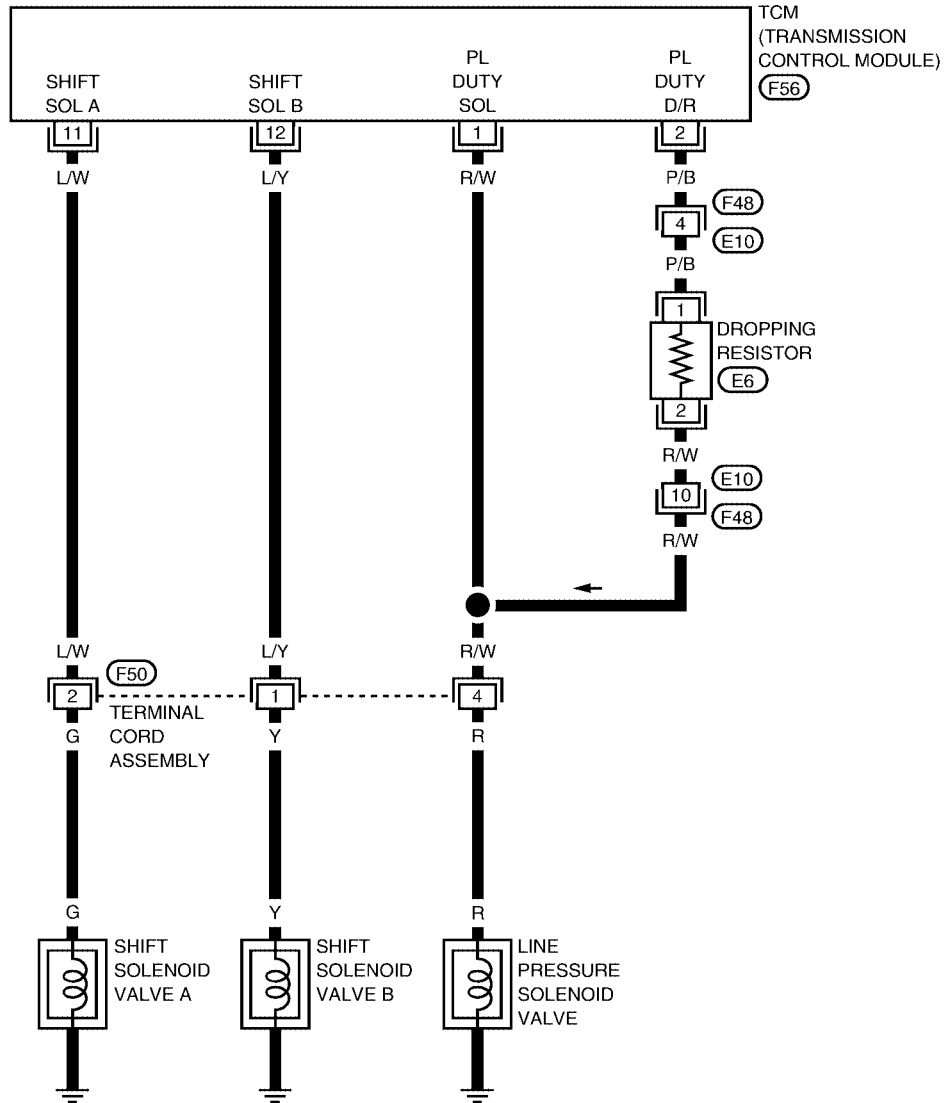 TCM
(TRANSMISSION
CONTROL MODULE)
F56
SHIFT
SOL A
SHIFT
SOL B
PL
DUTY
SOL
PL
DUTY
D/R
11
12
1
2
L/W
L/Y
R/W
P/B
F48
4
E10
P/B
1
DROPPING
RESISTOR
E6
2
R/W
E10
10
F48
R/W
L/W
L/Y
R/W
F50
2
1
4
TERMINAL
CORD
ASSEMBLY
G
Y
R
G
Y
R
SHIFT
SOLENOID
VALVE A
SHIFT
SOLENOID
VALVE B
LINE
PRESSURE
SOLENOID
VALVE